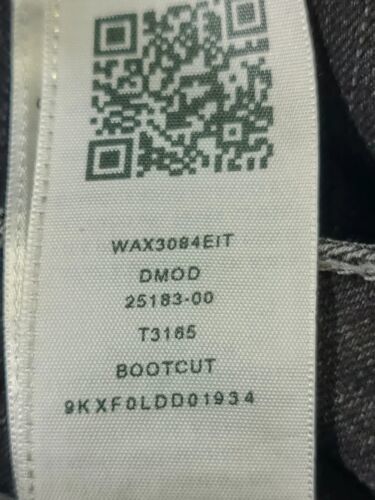 WAX3084EIT
DMOD
25183-00
T3165
BOOTCUT
9KXF0LDD01934